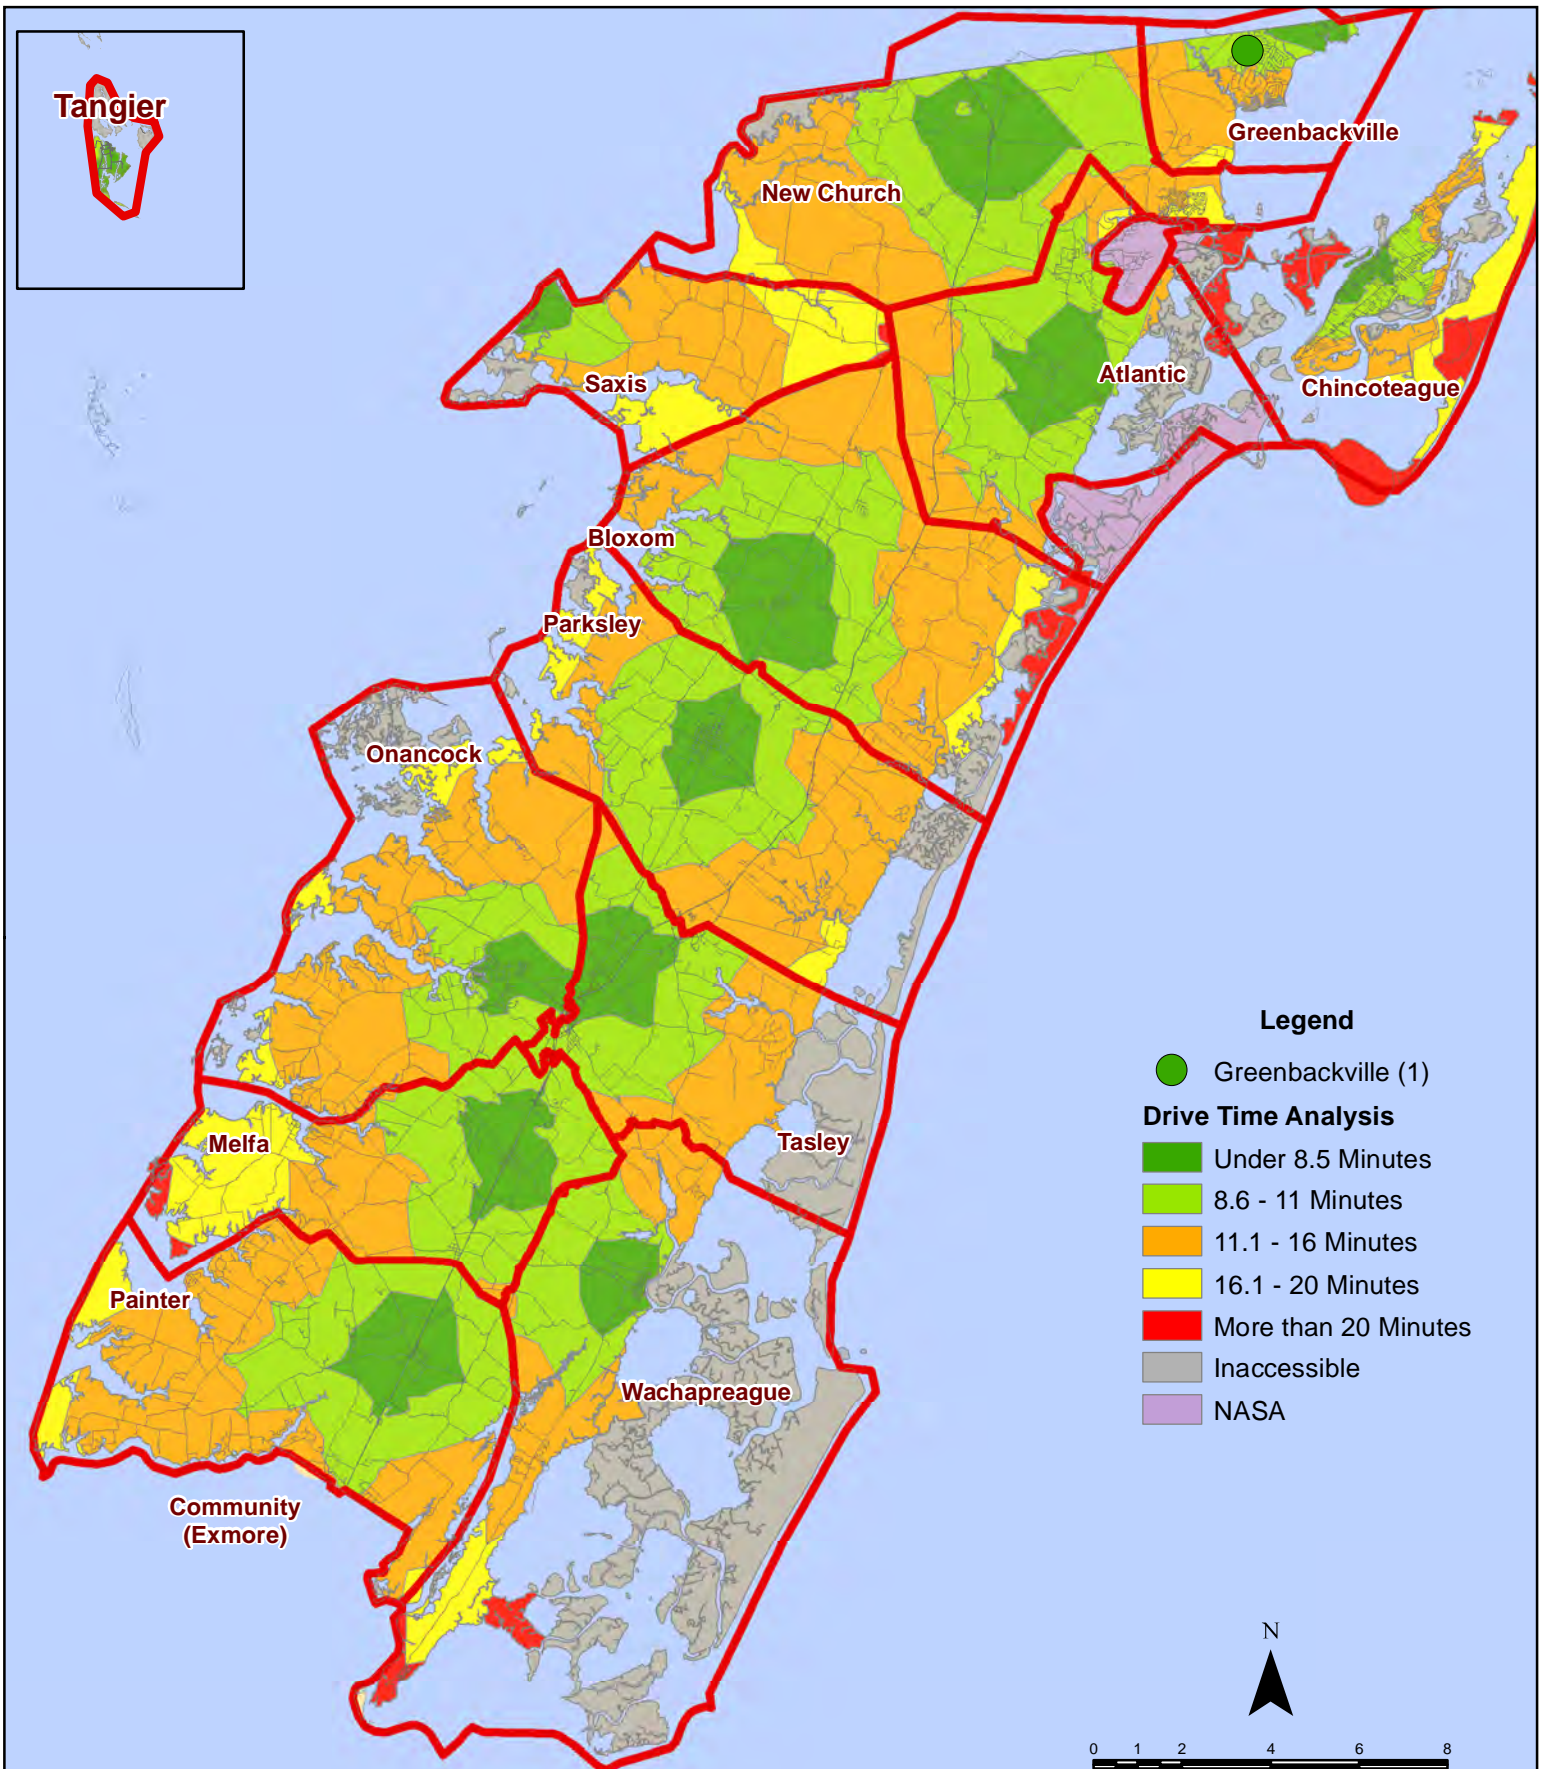 Tangier
Greenbackville
New Church
Atlantic
Chincoteague
Saxis
Bloxom
Parksley
Onancock
Melfa
Tasley
Painter
Wachapreague
Community
(Exmore)
Legend
Greenbackville (1)
Drive Time Analysis
Under 8.5 Minutes
8.6 - 11 Minutes
11.1 - 16 Minutes
16.1 - 20 Minutes
More than 20 Minutes
Inaccessible
NASA
N
0 1 2 4 6 8